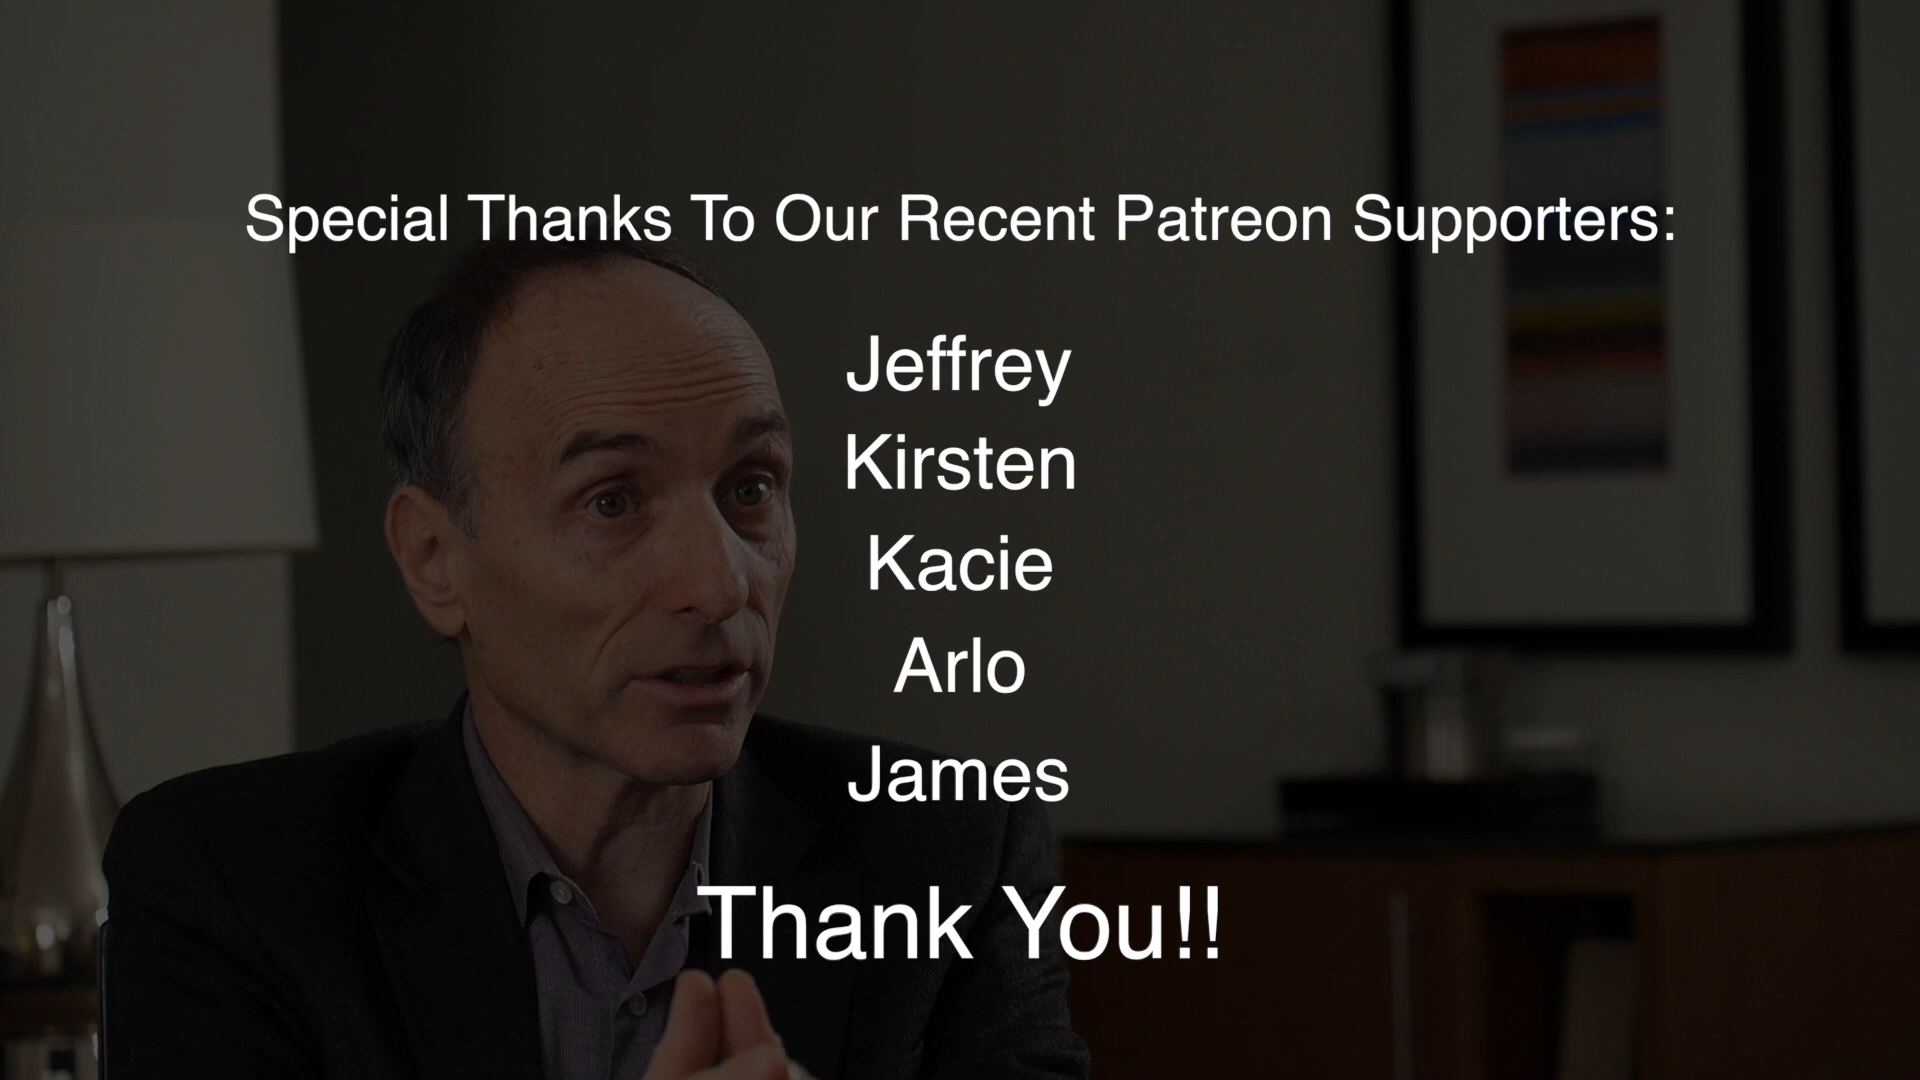 Special Thanks To Our Recent Patreon Supporters:
Jeffrey
Kirsten
Kacie
Arlo
James
Thank You!!